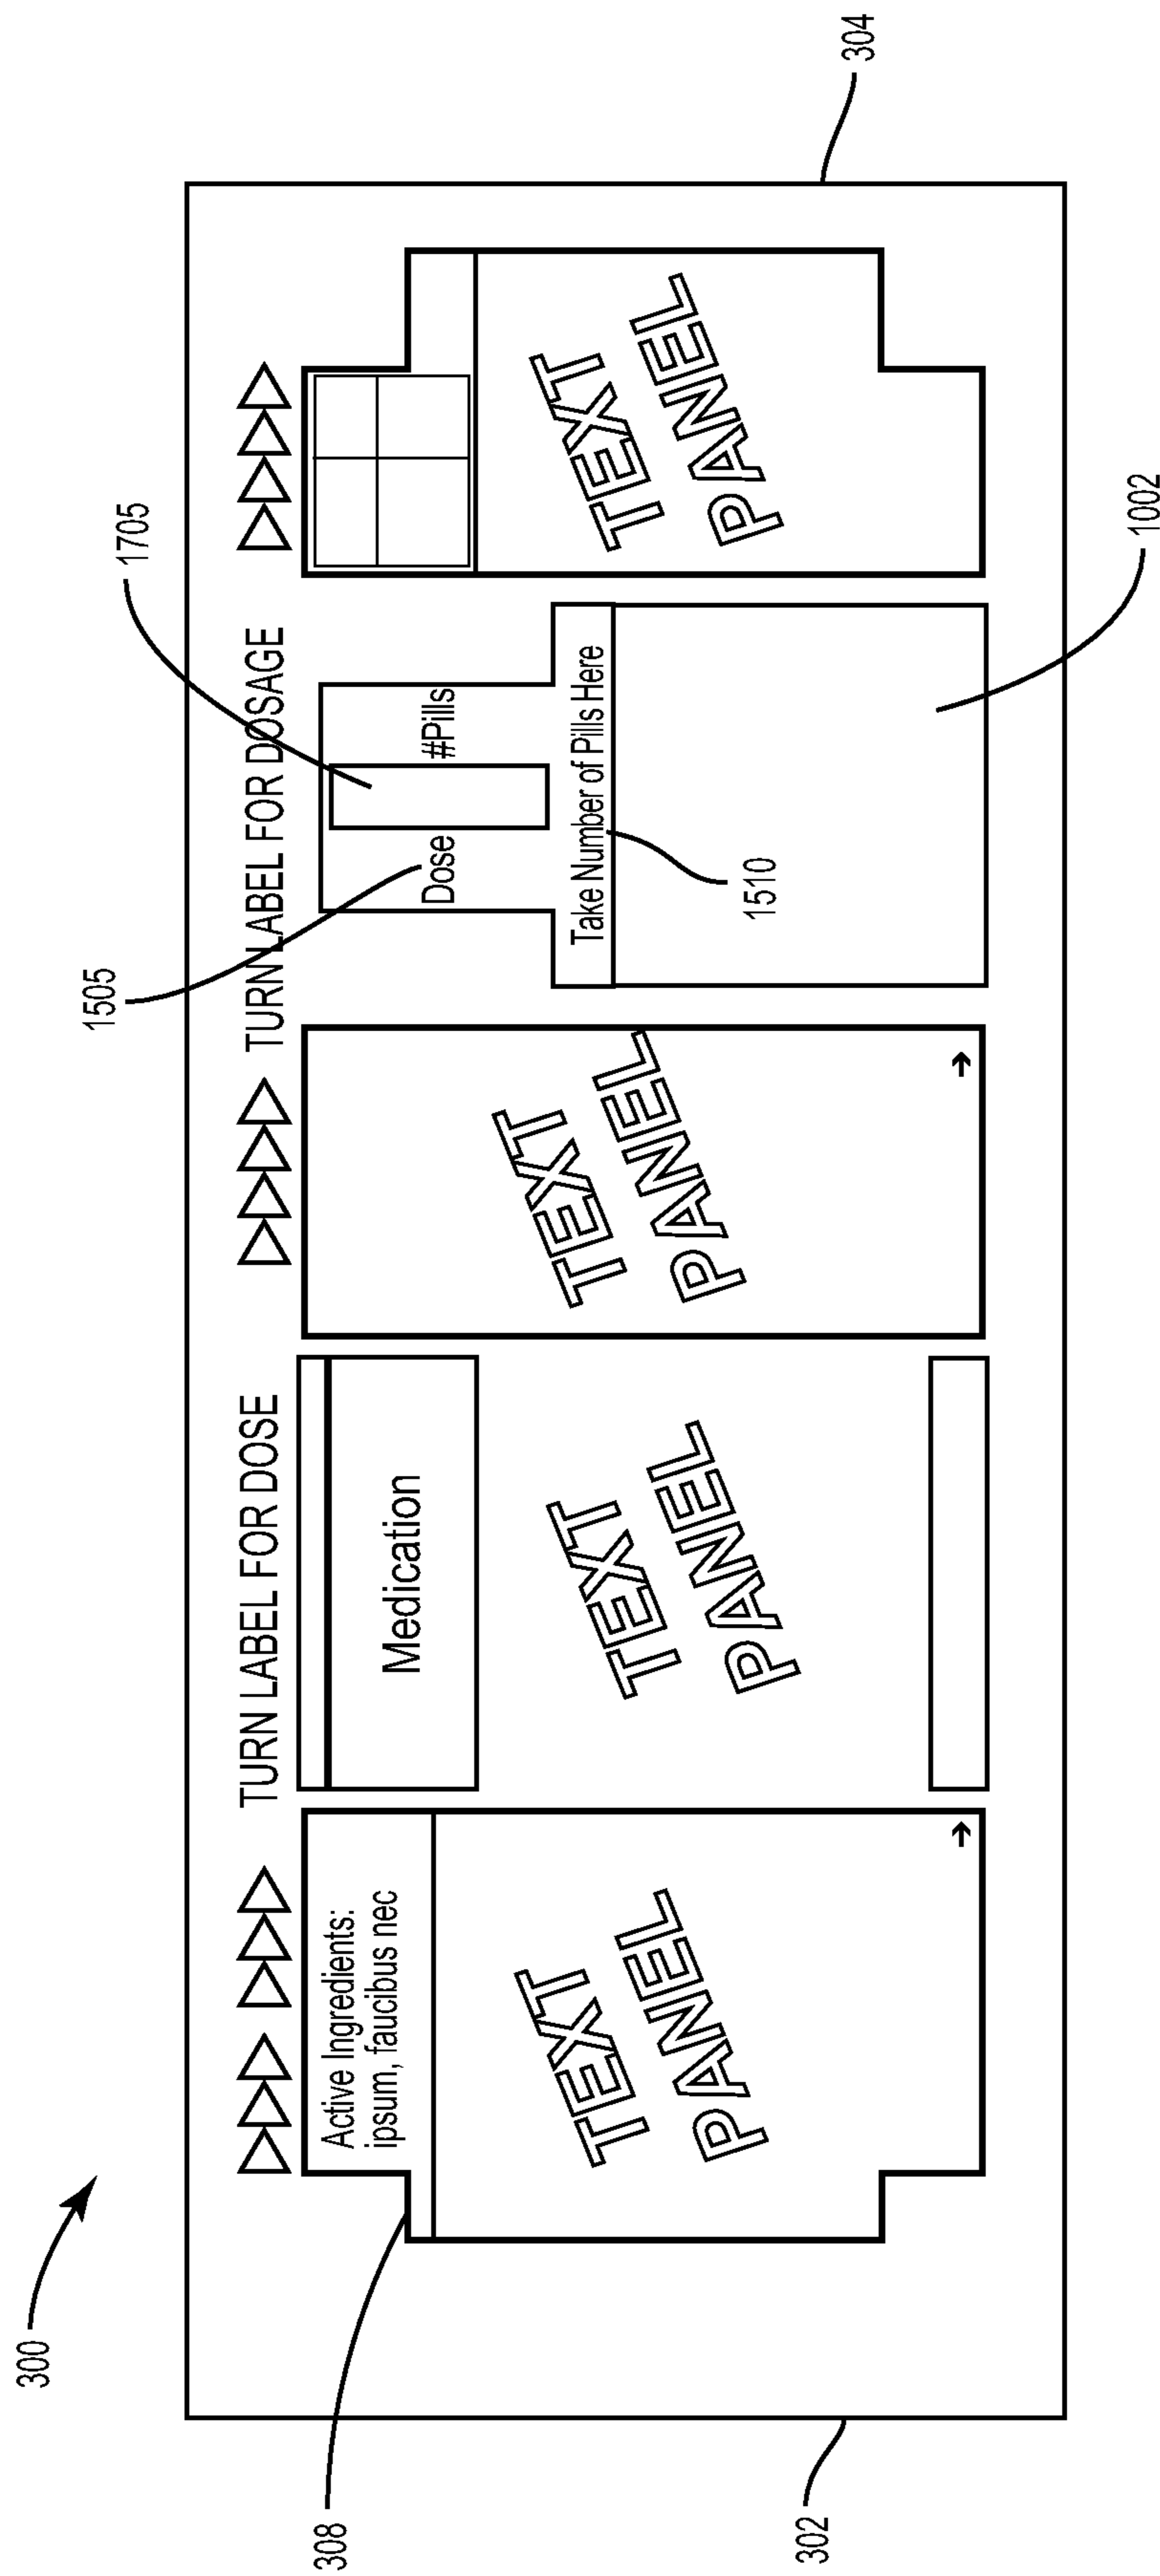 300
308
302
304
1505
1705
1510
1002
TURN LABEL FOR DOSE
TURN LABEL FOR DOSAGE
Active Ingredients:
ipsum, faucibus nec
TEXT
PANEL
Medication
TEXT
PANEL
TEXT
PANEL
Dose
#Pills
Take Number of Pills Here
TEXT
PANEL